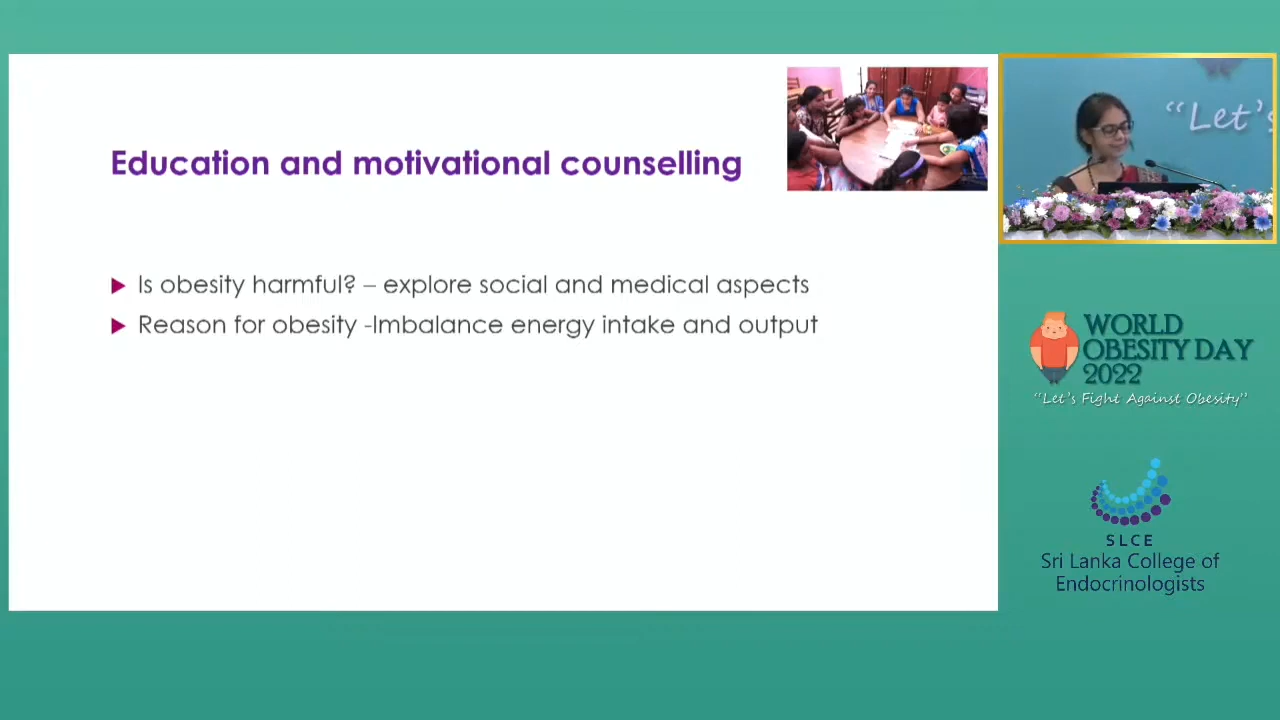 Education and motivational counselling
Is obesity harmful? – explore social and medical aspects
Reason for obesity -Imbalance energy intake and output
“Let’s
WORLD
OBESITY DAY
2022
“Let’s Fight Against Obesity”
SLCE
Sri Lanka College of
Endocrinologists